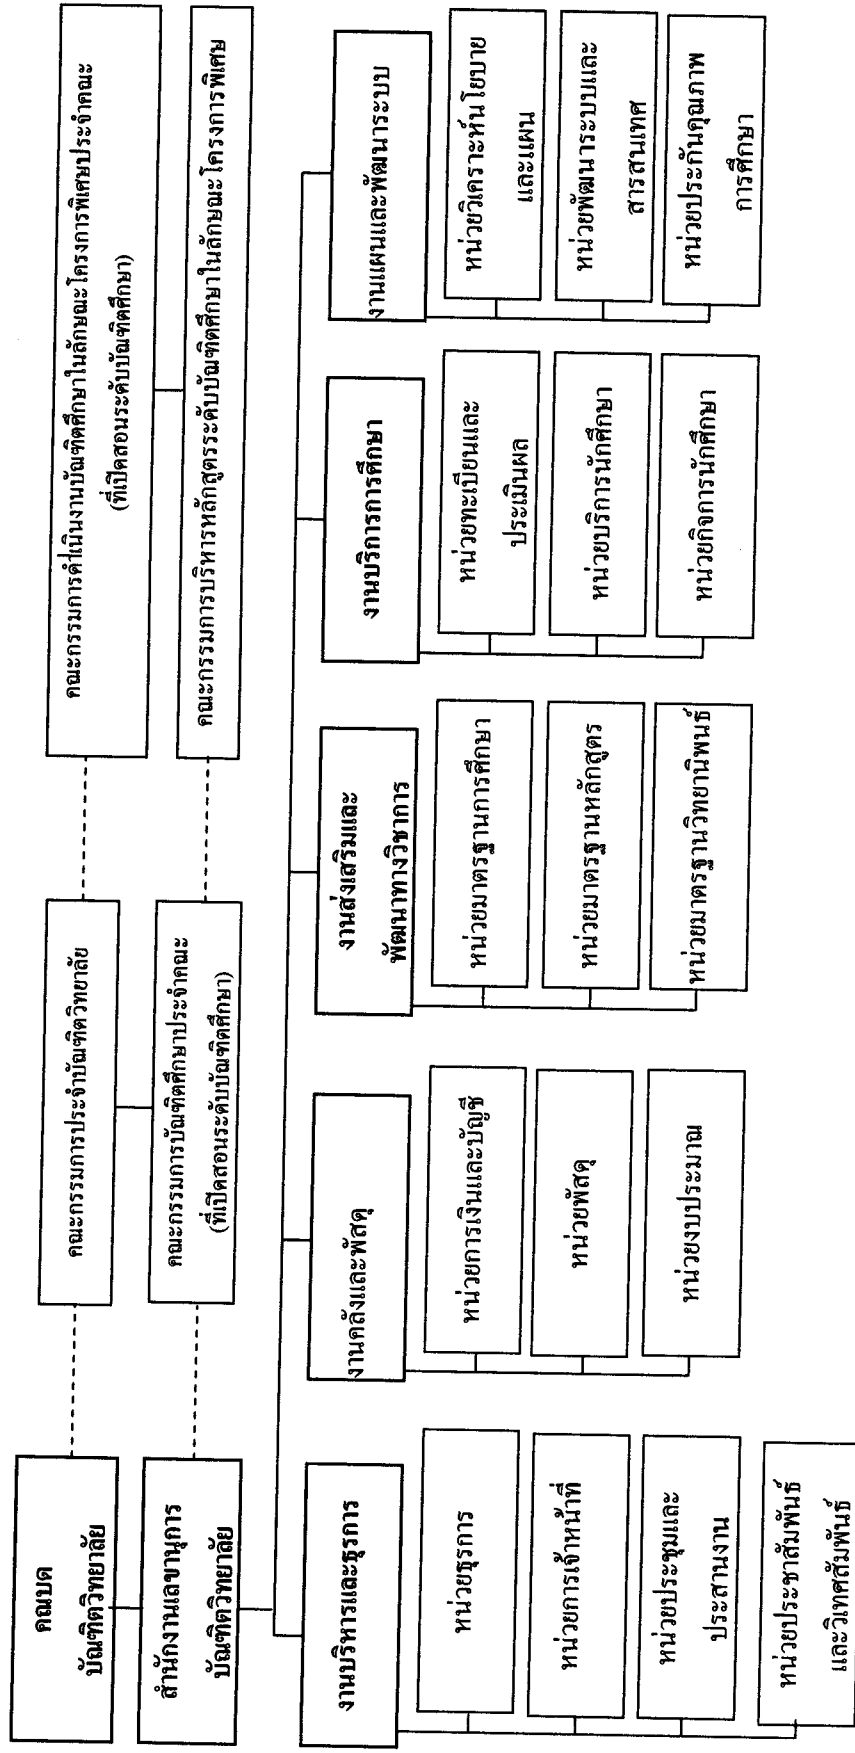 คณบดี
บัณฑิตวิทยาลัย
สำนักงานเลขานุการ
บัณฑิตวิทยาลัย
คณะกรรมการประจำบัณฑิตวิทยาลัย
คณะกรรมการบัณฑิตศึกษาประจำคณะ
(ที่เปิดสอนระดับบัณฑิตศึกษา)
คณะกรรมการดำเนินงานบัณฑิตศึกษาในลักษณะโครงการพิเศษประจำคณะ
(ที่เปิดสอนระดับบัณฑิตศึกษา)
คณะกรรมการบริหารหลักสูตรระดับบัณฑิตศึกษาในลักษณะโครงการพิเศษ
งานบริหารและธุรการ
หน่วยธุรการ
หน่วยการเจ้าหน้าที่
หน่วยประชุมและ
ประสานงาน
หน่วยประชาสัมพันธ์
และวิเทศสัมพันธ์
งานคลังและพัสดุ
หน่วยการเงินและบัญชี
หน่วยพัสดุ
หน่วยงบประมาณ
งานส่งเสริมและ
พัฒนาทางวิชาการ
หน่วยมาตรฐานการศึกษา
หน่วยมาตรฐานหลักสูตร
หน่วยมาตรฐานวิทยานิพนธ์
งานบริการการศึกษา
หน่วยทะเบียนและ
ประเมินผล
หน่วยบริการนักศึกษา
หน่วยกิจการนักศึกษา
งานแผนและพัฒนาระบบ
หน่วยวิเคราะห์นโยบาย
และแผน
หน่วยพัฒนาระบบและ
สารสนเทศ
หน่วยประกันคุณภาพ
การศึกษา